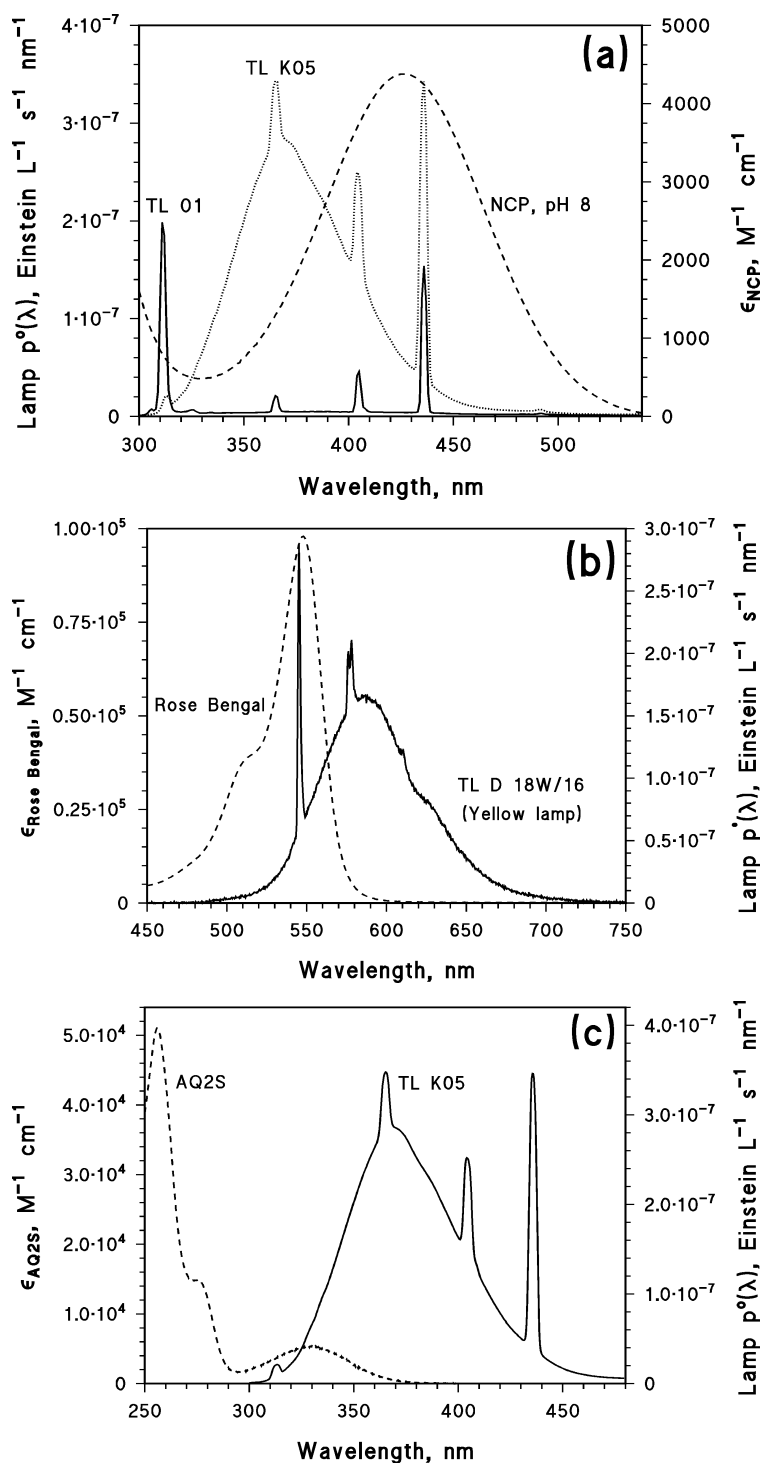 (a)
4·10⁻⁷
3·10⁻⁷
2·10⁻⁷
1·10⁻⁷
0
Lamp p°(λ), Einstein L⁻¹ s⁻¹ nm⁻¹
TL K05
TL 01
NCP, pH 8
5000
4000
3000
2000
1000
0
ϵNCP, M⁻¹ cm⁻¹
300 350 400 450 500
Wavelength, nm
(b)
1.00·10⁵
0.75·10⁵
0.50·10⁵
0.25·10⁵
0
ϵRose Bengal, M⁻¹ cm⁻¹
Rose Bengal
TL D 18W/16
(Yellow lamp)
3.0·10⁻⁷
2.5·10⁻⁷
2.0·10⁻⁷
1.5·10⁻⁷
1.0·10⁻⁷
0.5·10⁻⁷
0
Lamp p°(λ), Einstein L⁻¹ s⁻¹ nm⁻¹
450 500 550 600 650 700 750
Wavelength, nm
(c)
5.0·10⁴
4.0·10⁴
3.0·10⁴
2.0·10⁴
1.0·10⁴
0
ϵAQ2S, M⁻¹ cm⁻¹
AQ2S
TL K05
4.0·10⁻⁷
3.0·10⁻⁷
2.0·10⁻⁷
1.0·10⁻⁷
0
Lamp p°(λ), Einstein L⁻¹ s⁻¹ nm⁻¹
250 300 350 400 450
Wavelength, nm